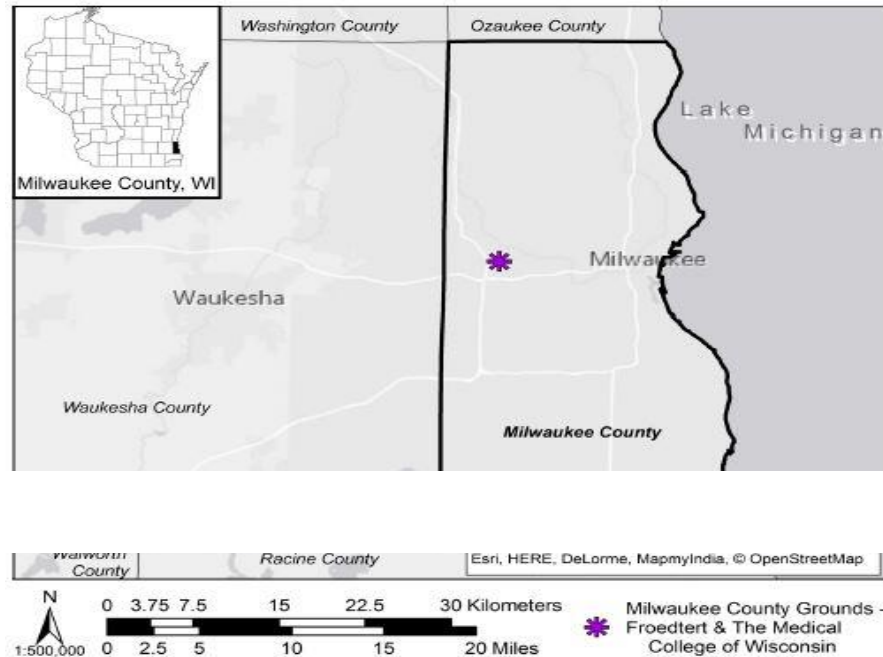 Washington County
Ozaukee County
Milwaukee County, WI
Lake
Michigan
Milwaukee
Waukesha
Waukesha County
Milwaukee County
Walworth
County
Racine County
Esri, HERE, DeLorme, MapmyIndia, © OpenStreetMap
N
1:500,000
0 3.75 7.5 15 22.5 30 Kilometers
0 2.5 5 10 15 20 Miles
Milwaukee County Grounds -
Froedtert & The Medical
College of Wisconsin